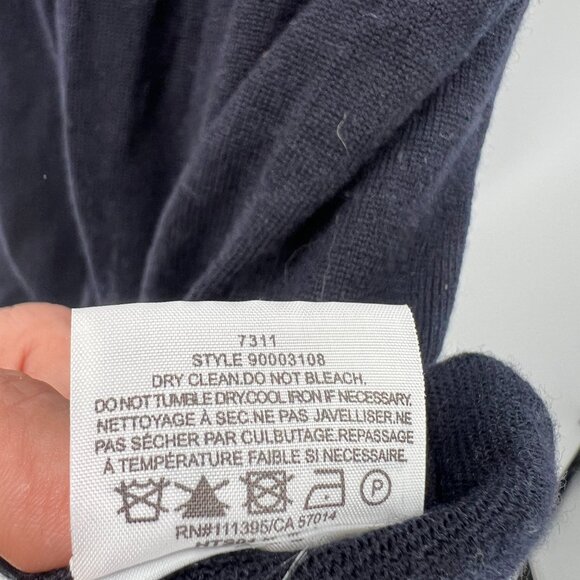 7311
STYLE 90003108
DRY CLEAN.DO NOT BLEACH.
DO NOT TUMBLE DRY.COOL IRON IF NECESSARY.
NETTOYAGE À SEC.NE PAS JAVELLISER.NE
PAS SÉCHER PAR CULBUTAGE.REPASSAGE
À TEMPÉRATURE FAIBLE SI NECESSAIRE.
P
RN#111395/CA 57014